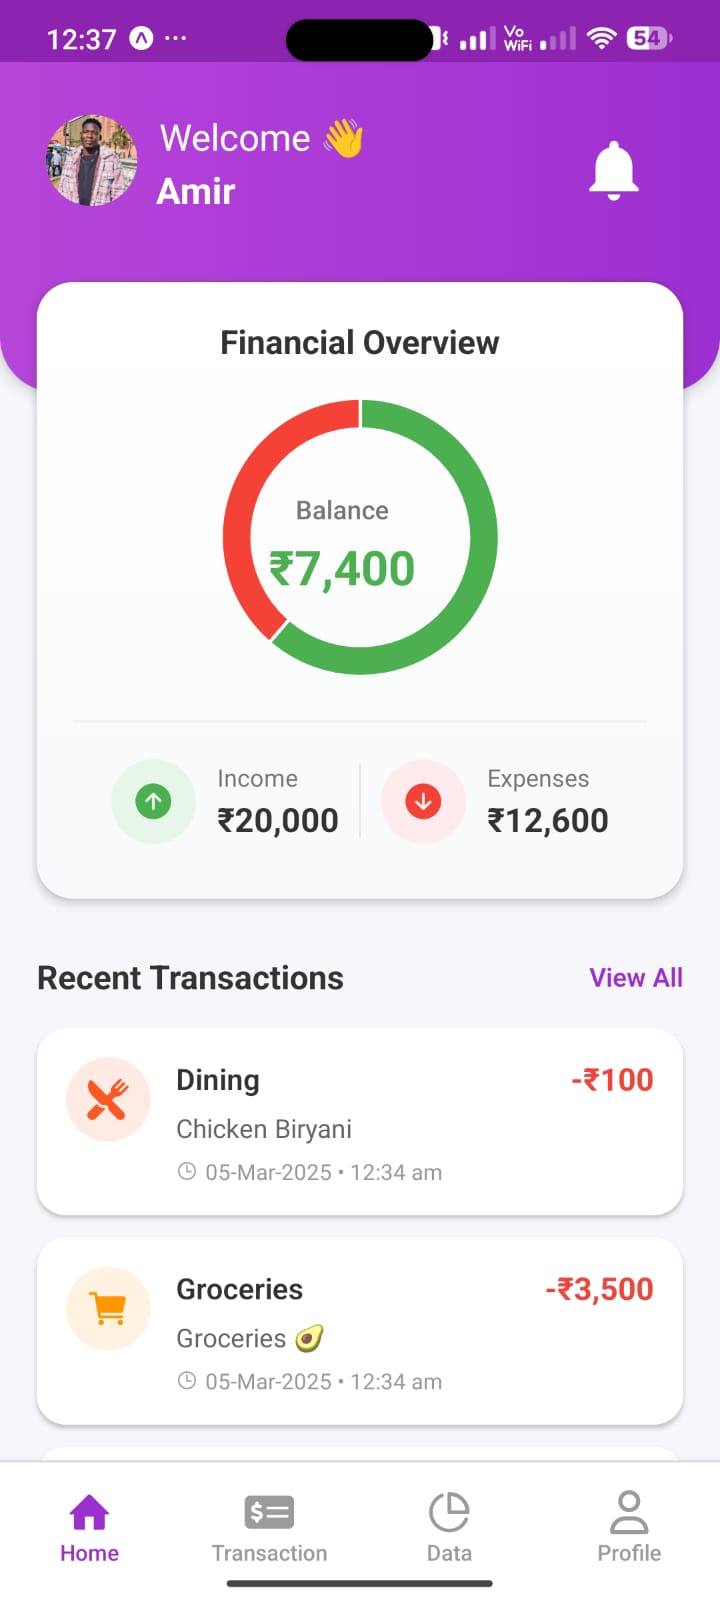 12:37
Vo
WiFi
54
Welcome 👋
Amir
Financial Overview
Balance
₹7,400
Income
₹20,000
Expenses
₹12,600
Recent Transactions
View All
Dining
-₹100
Chicken Biryani
05-Mar-2025 • 12:34 am
Groceries
-₹3,500
Groceries 🥑
05-Mar-2025 • 12:34 am
Home
Transaction
Data
Profile